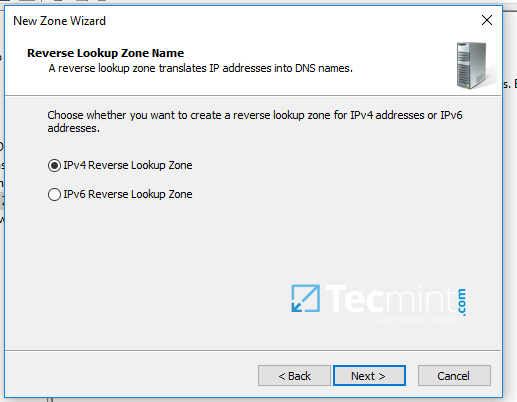 New Zone Wizard
Reverse Lookup Zone Name
A reverse lookup zone translates IP addresses into DNS names.
Choose whether you want to create a reverse lookup zone for IPv4 addresses or IPv6
addresses.
IPv4 Reverse Lookup Zone
IPv6 Reverse Lookup Zone
Tecmint.com
< Back
Next >
Cancel